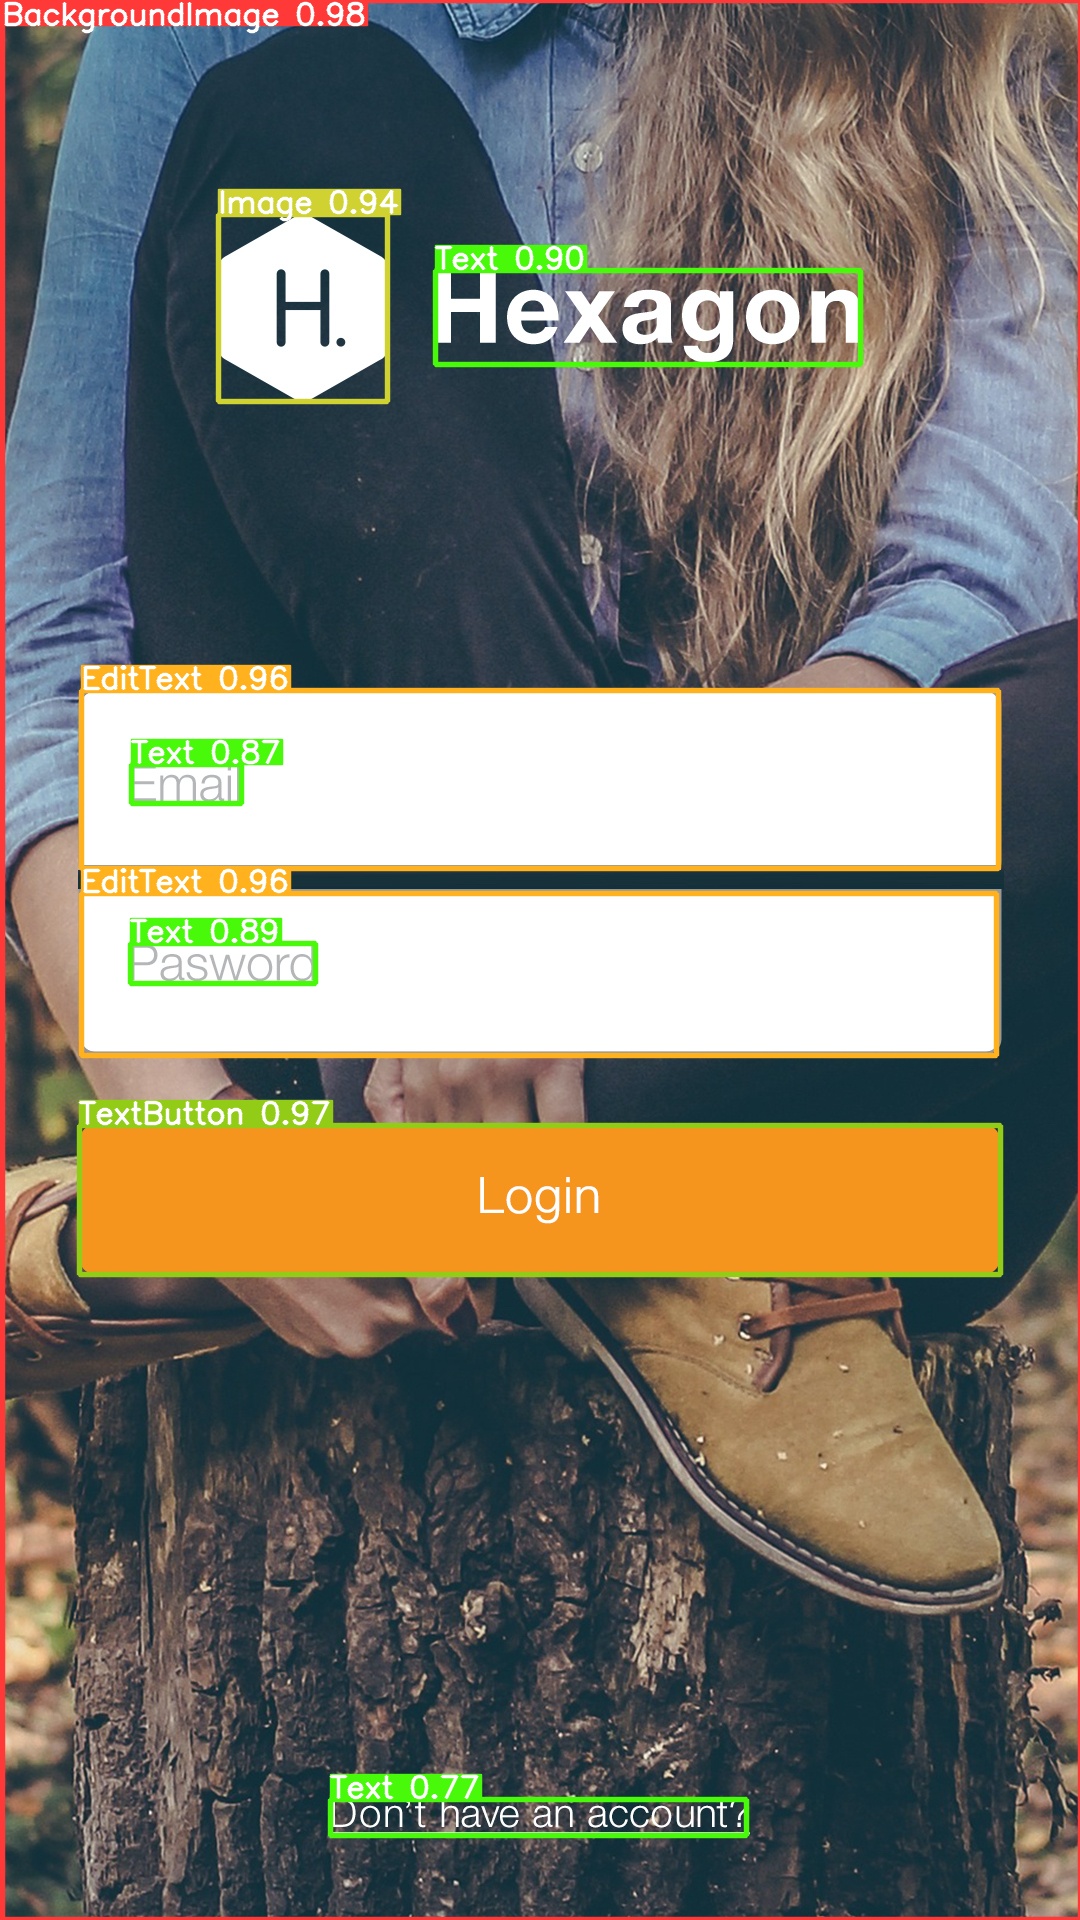 BackgroundImage 0.98
Image 0.94
H.
Text 0.90
Hexagon
EditText 0.96
Text 0.87
Email
EditText 0.96
Text 0.89
Pasword
TextButton 0.97
Login
Text 0.77
Don't have an account?